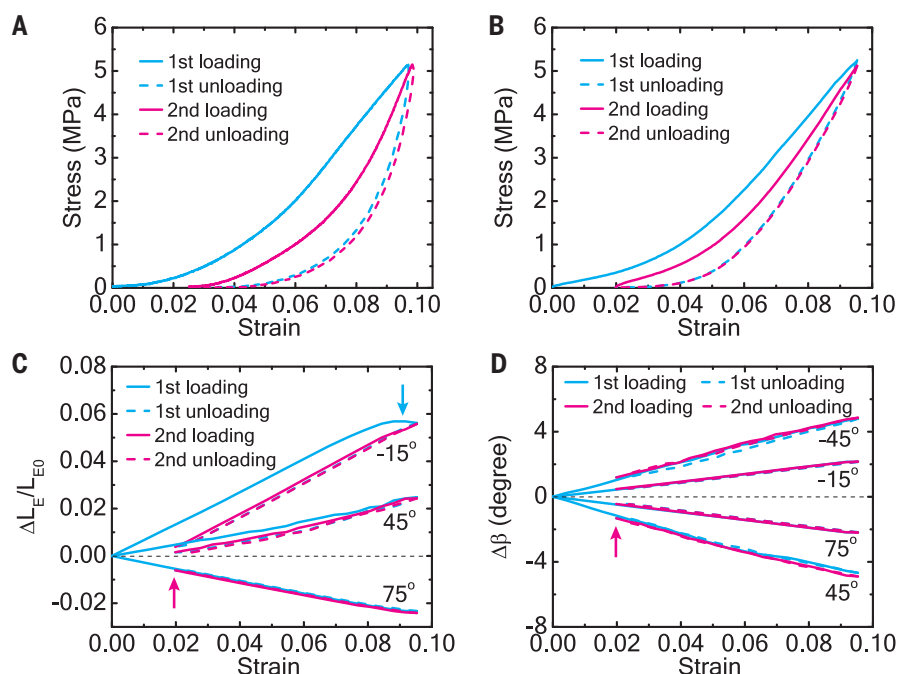 A
6
5
4
3
2
1
0
Stress (MPa)
1st loading
1st unloading
2nd loading
2nd unloading
0.00 0.02 0.04 0.06 0.08 0.10
Strain
B
6
5
4
3
2
1
0
Stress (MPa)
1st loading
1st unloading
2nd loading
2nd unloading
0.00 0.02 0.04 0.06 0.08 0.10
Strain
C
0.08
0.06
0.04
0.02
0.00
-0.02
ΔL_E/L_E0
1st loading
1st unloading
2nd loading
2nd unloading
-15°
45°
75°
0.00 0.02 0.04 0.06 0.08 0.10
Strain
D
8
4
0
-4
-8
Δβ (degree)
1st loading 1st unloading
2nd loading 2nd unloading
-45°
-15°
75°
45°
0.00 0.02 0.04 0.06 0.08 0.10
Strain